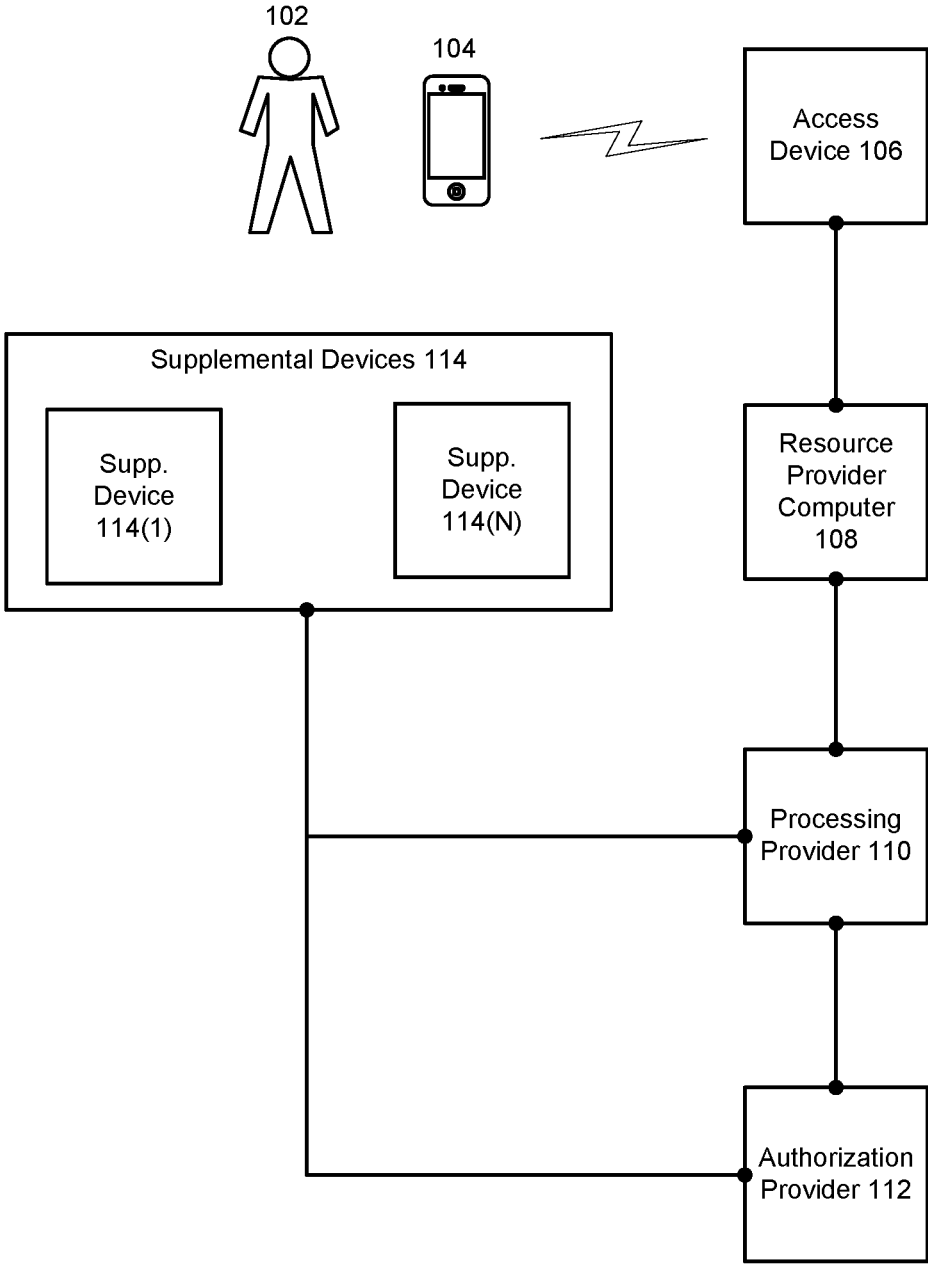 102
104
Access
Device 106
Supplemental Devices 114
Supp.
Device
114(1)
Supp.
Device
114(N)
Resource
Provider
Computer
108
Processing
Provider 110
Authorization
Provider 112